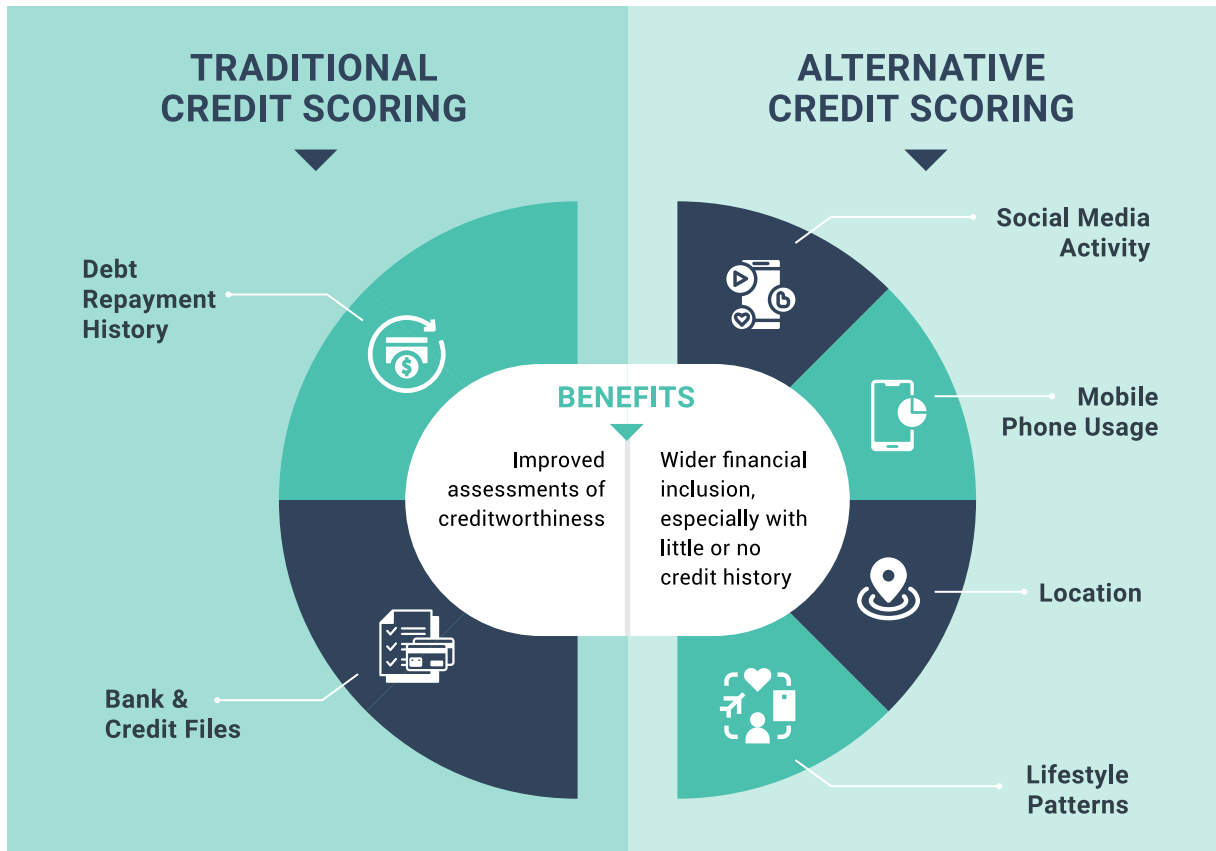 TRADITIONAL
CREDIT SCORING
Debt
Repayment
History
Bank &
Credit Files
ALTERNATIVE
CREDIT SCORING
Social Media
Activity
Mobile
Phone Usage
Location
Lifestyle
Patterns
BENEFITS
Improved
assessments of
creditworthiness
Wider financial
inclusion,
especially with
little or no
credit history